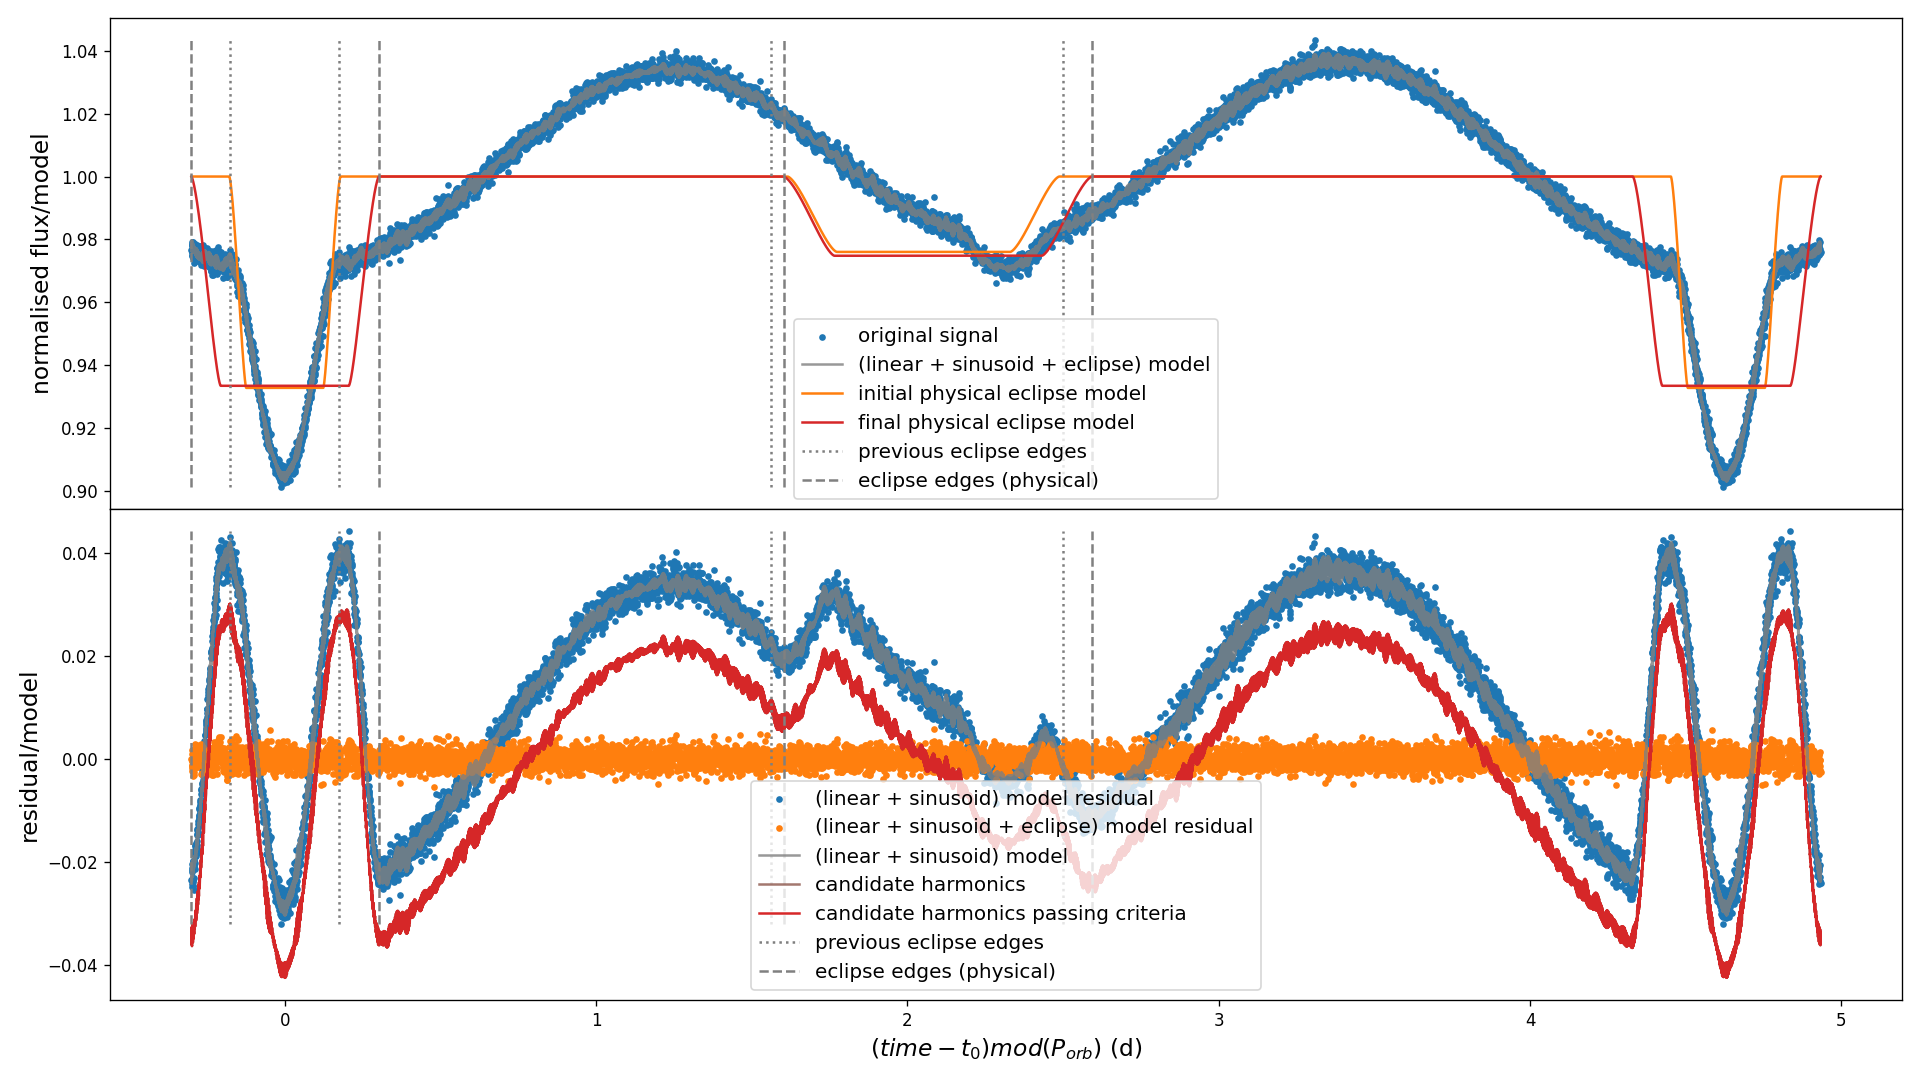 normalised flux/model
1.04
1.02
1.00
0.98
0.96
0.94
0.92
0.90
original signal
(linear + sinusoid + eclipse) model
initial physical eclipse model
final physical eclipse model
previous eclipse edges
eclipse edges (physical)
residual/model
0.04
0.02
0.00
−0.02
−0.04
(linear + sinusoid) model residual
(linear + sinusoid + eclipse) model residual
(linear + sinusoid) model
candidate harmonics
candidate harmonics passing criteria
previous eclipse edges
eclipse edges (physical)
0 1 2 3 4 5
(time − t₀)mod(P_orb) (d)